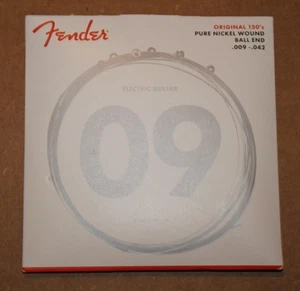 Fender
ORIGINAL 150's
PURE NICKEL WOUND
BALL END
.009 -.042
ELECTRIC GUITAR
09